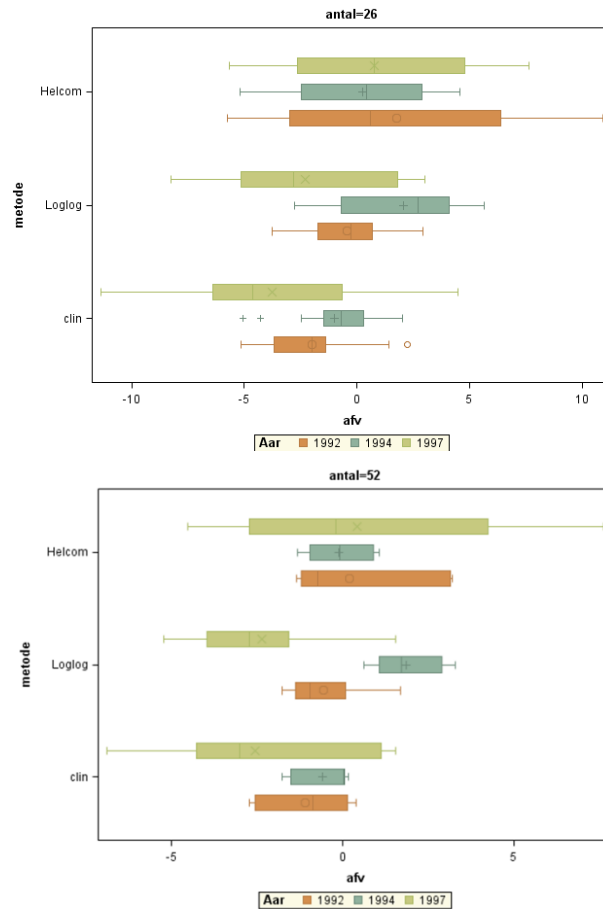 antal=26
Helcom
Loglog
clin
metode
-10 -5 0 5 10
afv
Aar 1992 1994 1997
antal=52
Helcom
Loglog
clin
metode
-5 0 5
afv
Aar 1992 1994 1997